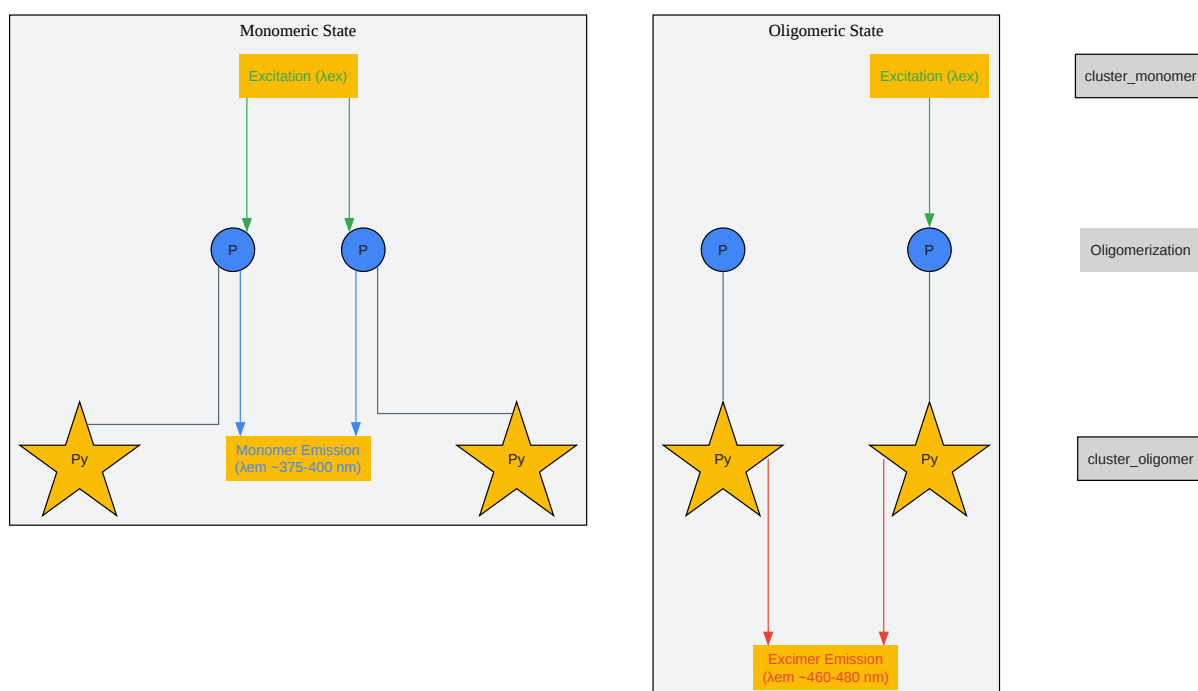 Monomeric State
Excitation (λex)
P
P
Py
Monomer Emission
(λem ~375-400 nm)
Py
Oligomeric State
Excitation (λex)
P
P
Py
Py
Excimer Emission
(λem ~460-480 nm)
cluster_monomer
Oligomerization
cluster_oligomer